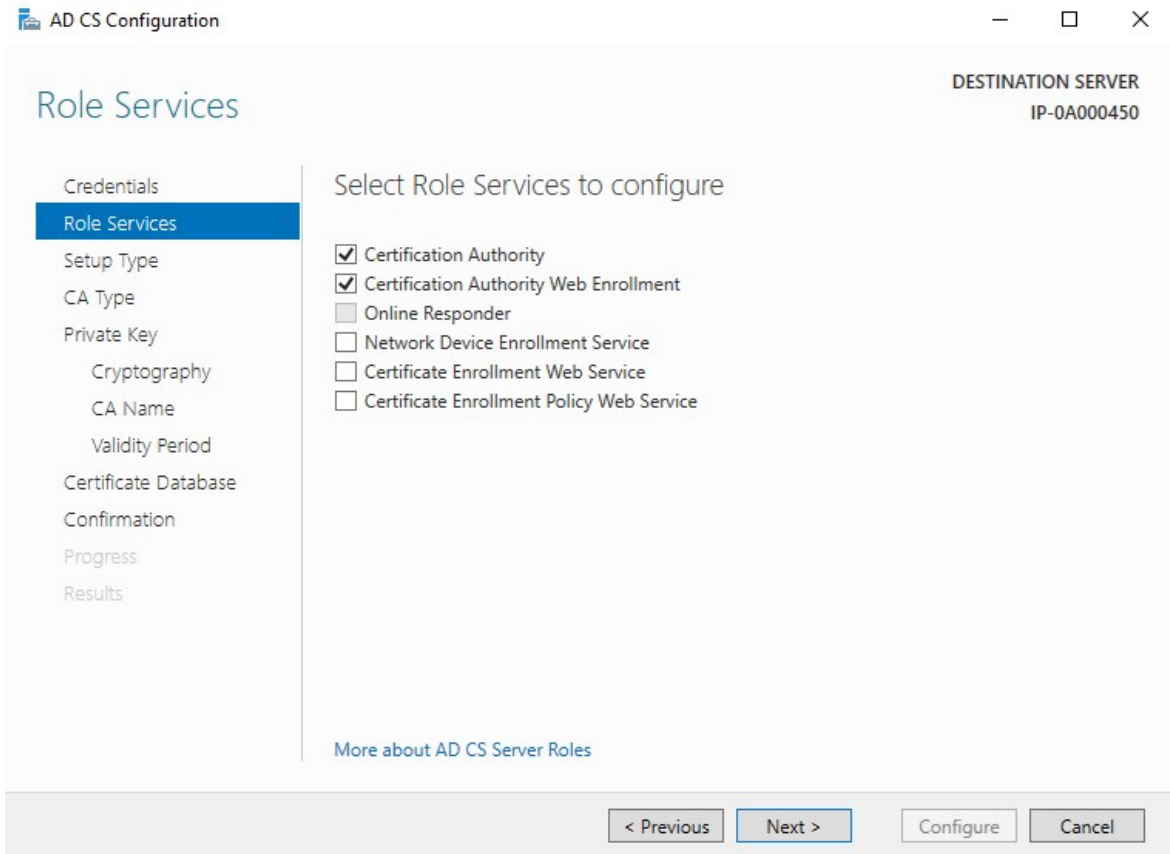 AD CS Configuration
Role Services
DESTINATION SERVER
IP-0A000450
Credentials
Role Services
Setup Type
CA Type
Private Key
Cryptography
CA Name
Validity Period
Certificate Database
Confirmation
Progress
Results
Select Role Services to configure
Certification Authority
Certification Authority Web Enrollment
Online Responder
Network Device Enrollment Service
Certificate Enrollment Web Service
Certificate Enrollment Policy Web Service
More about AD CS Server Roles
< Previous
Next >
Configure
Cancel